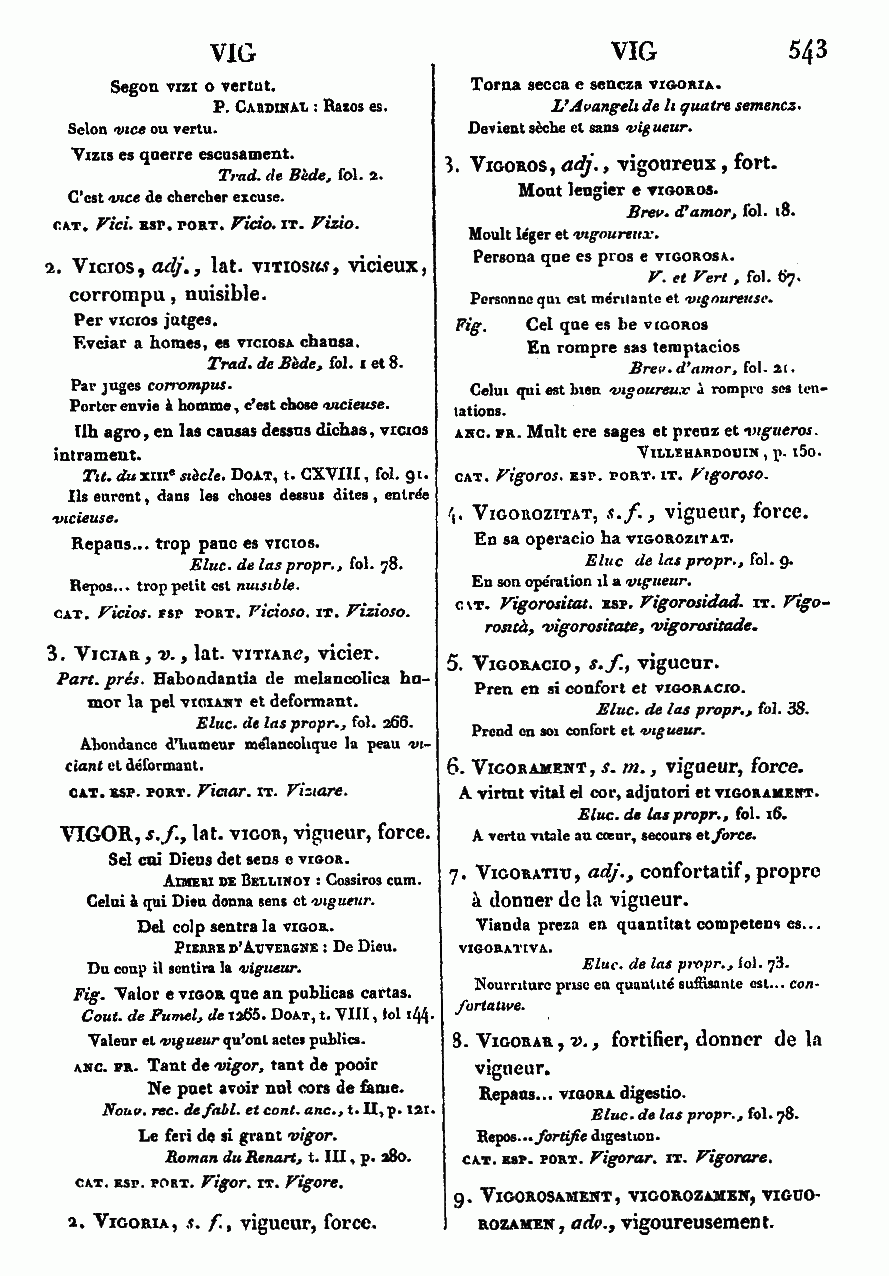 VIG
Segon vizi o vertut.
P. Cardinal : Razos es.
Selon vice ou vertu.
Vizis es querre escusament.
Trad. de Bède, fol. 2.
C'est vice de chercher excuse.
cat. Vici. esp. port. Vicio. it. Vizio.
2. Vicios, adj., lat. vitiosus, vicieux,
corrompu, nuisible.
Per vicios jutges.
Eveiar a homes, es viciosa chausa.
Trad. de Bède, fol. 1 et 8.
Par juges corrompus.
Porter envie à homme, c'est chose vicieuse.
Ilh agro, en las causas dessus dichas, vicios
intrament.
Tit. du xiiie siècle. Doat, t. CXVIII, fol. 91.
Ils eurent, dans les choses dessus dites, entrée
vicieuse.
Repaus... trop pauc es vicios.
Eluc. de las propr., fol. 78.
Repos... trop petit est nuisible.
cat. Vicios. esp port. Vicioso. it. Vizioso.
3. Viciar, v., lat. vitiare, vicier.
Part. prés. Habondantia de melancolica hu-
mor la pel viciant et deformant.
Eluc. de las propr., fol. 266.
Abondance d'humeur mélancolique la peau vi-
ciant et déformant.
cat. esp. port. Viciar. it. Viziare.
VIGOR, s.f., lat. vigor, vigueur, force.
Sel cui Dieus det sens e vigor.
Aimeri de Bellinoy : Cossiros cum.
Celui à qui Dieu donna sens et vigueur.
Del colp sentra la vigor.
Pierre d'Auvergne : De Dieu.
Du coup il sentira la vigueur.
Fig. Valor e vigor que an publicas cartas.
Cout. de Fumel, de 1265. Doat, t. VIII, fol 144.
Valeur et vigueur qu'ont actes publics.
anc. fr. Tant de vigor, tant de pooir
Ne puet avoir nul cors de fame.
Nouv. rec. de fabl. et cont. anc., t. II, p. 121.
Le feri de si grant vigor.
Roman du Renart, t. III, p. 280.
cat. esp. port. Vigor. it. Vigore.
2. Vigoria, s. f., vigueur, force.
VIG 543
Torna secca e sencza vigoria.
L'Avangeli de li quatre semencz.
Devient sèche et sans vigueur.
3. Vigoros, adj., vigoureux, fort.
Mout leugier e vigoros.
Brev. d'amor, fol. 18.
Moult léger et vigoureux.
Persona que es pros e vigorosa.
V. et Vert, fol. 67.
Personne qui est méritante et vigoureuse.
Fig. Cel que es be vigoros
En rompre sas temptacios
Brev. d'amor, fol. 21.
Celui qui est bien vigoureux à rompre ses ten-
tations.
anc. fr. Mult ere sages et preuz et vigueros.
Villehardouin, p. 150.
cat. Vigoros. esp. port. it. Vigoroso.
4. Vigorozitat, s.f., vigueur, force.
En sa operacio ha vigorozitat.
Eluc de las propr., fol. 9.
En son opération il a vigueur.
cat. Vigorositat. esp. Vigorosidad. it. Vigo-
rosità, vigorositate, vigorositade.
5. Vigoracio, s.f., vigueur.
Pren en si confort et vigoracio.
Eluc. de las propr., fol. 38.
Prend en soi confort et vigueur.
6. Vigorament, s. m., vigueur, force.
A virtut vital el cor, adjutori et vigorament.
Eluc. de las propr., fol. 16.
A vertu vitale au cœur, secours et force.
7. Vigoratiu, adj., confortatif, propre
à donner de la vigueur.
Vianda preza en quantitat competens es...
vigorativa.
Eluc. de las propr., fol. 73.
Nourriture prise en quantité suffisante est... con-
fortative.
8. Vigorar, v., fortifier, donner de la
vigueur.
Repaus... vigora digestio.
Eluc. de las propr., fol. 78.
Repos... fortifie digestion.
cat. esp. port. Vigorar. it. Vigorare.
9. Vigorosament, vigorozamen, viguo-
rozamen, adv., vigoureusement.